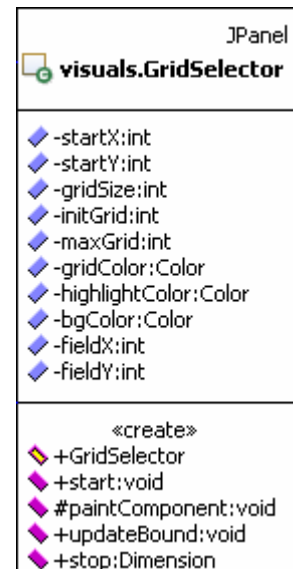 JPanel
visuals.GridSelector
-startX:int
-startY:int
-gridSize:int
-initGrid:int
-maxGrid:int
-gridColor:Color
-highlightColor:Color
-bgColor:Color
-fieldX:int
-fieldY:int
«create»
+GridSelector
+start:void
#paintComponent:void
+updateBound:void
+stop:Dimension